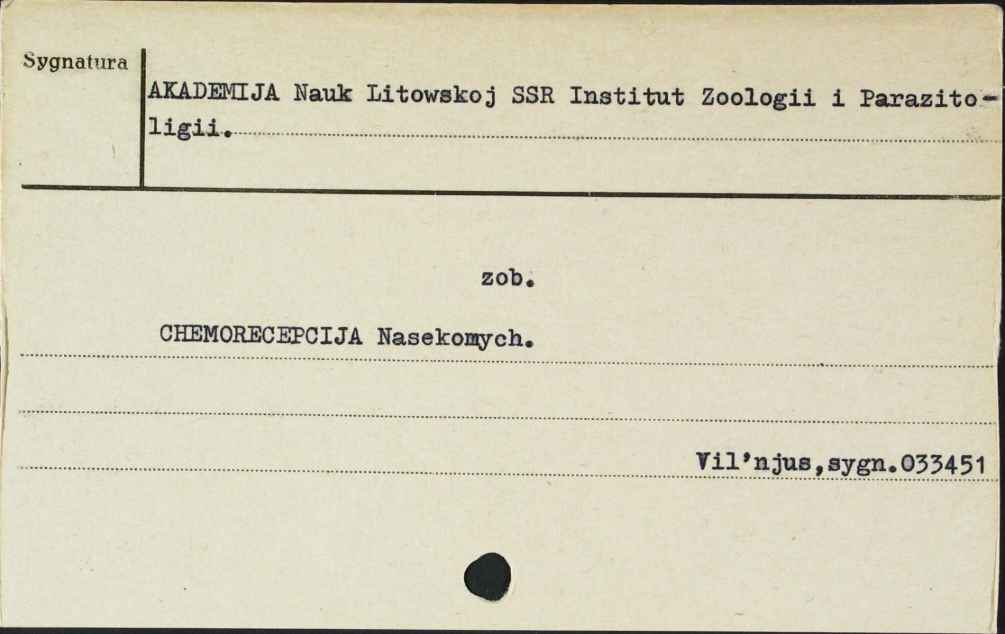 Sygnatura
AKADEMIJA Nauk Litowskoj SSR Institut Zoologii i Parazito-
ligii.
zob.
CHEMORECEPCIJA Nasekomych.
Vil'njus,sygn.033451